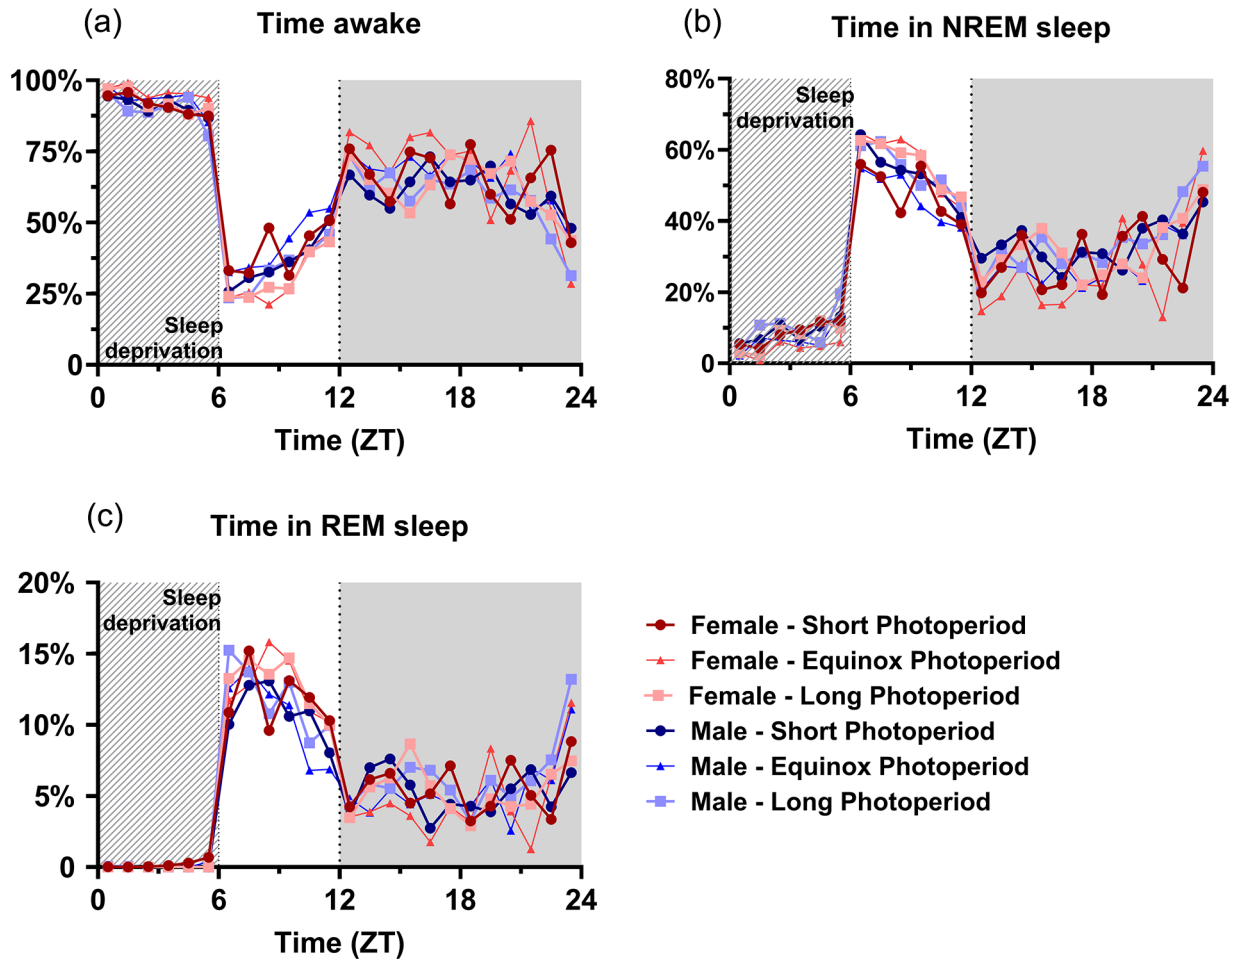 (a)
Time awake
100%
75%
50%
25%
0
Sleep
deprivation
0 6 12 18 24
Time (ZT)
(b)
Time in NREM sleep
80%
60%
40%
20%
0
Sleep
deprivation
0 6 12 18 24
Time (ZT)
(c)
Time in REM sleep
20%
15%
10%
5%
0
Sleep
deprivation
0 6 12 18 24
Time (ZT)
Female - Short Photoperiod
Female - Equinox Photoperiod
Female - Long Photoperiod
Male - Short Photoperiod
Male - Equinox Photoperiod
Male - Long Photoperiod